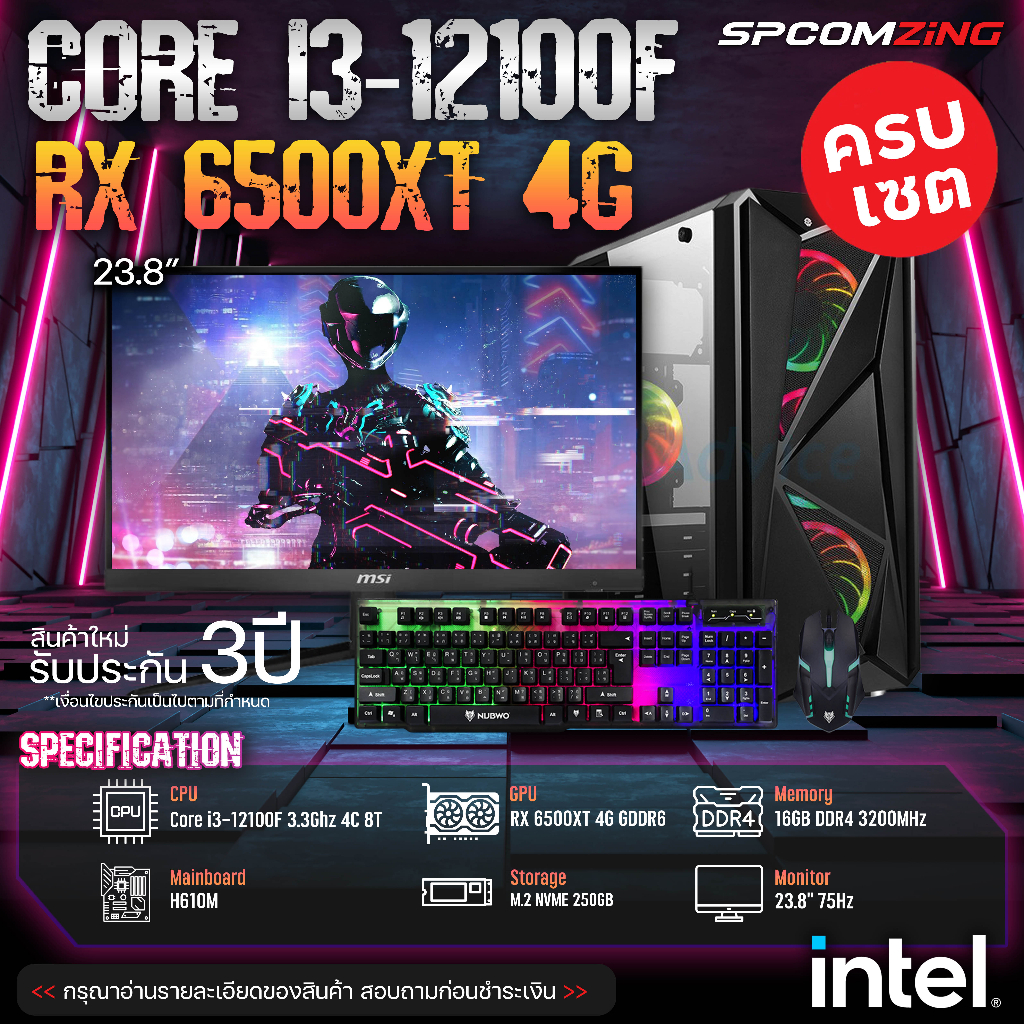 CORE I3-12100F
SPCOMZiNG
RX 6500XT 4G
ครบ
เซต
23.8"
Advice
msi
NUBWO
สินค้าใหม่
รับประกัน 3ปี
**เงื่อนไขประกันเป็นไปตามที่กำหนด
SPECIFICATION
CPU
CPU
Core i3-12100F 3.3Ghz 4C 8T
GPU
RX 6500XT 4G GDDR6
DDR4
Memory
16GB DDR4 3200MHz
Mainboard
H610M
Storage
M.2 NVME 250GB
Monitor
23.8" 75Hz
intel®
<< กรุณาอ่านรายละเอียดของสินค้า สอบถามก่อนชำระเงิน >>